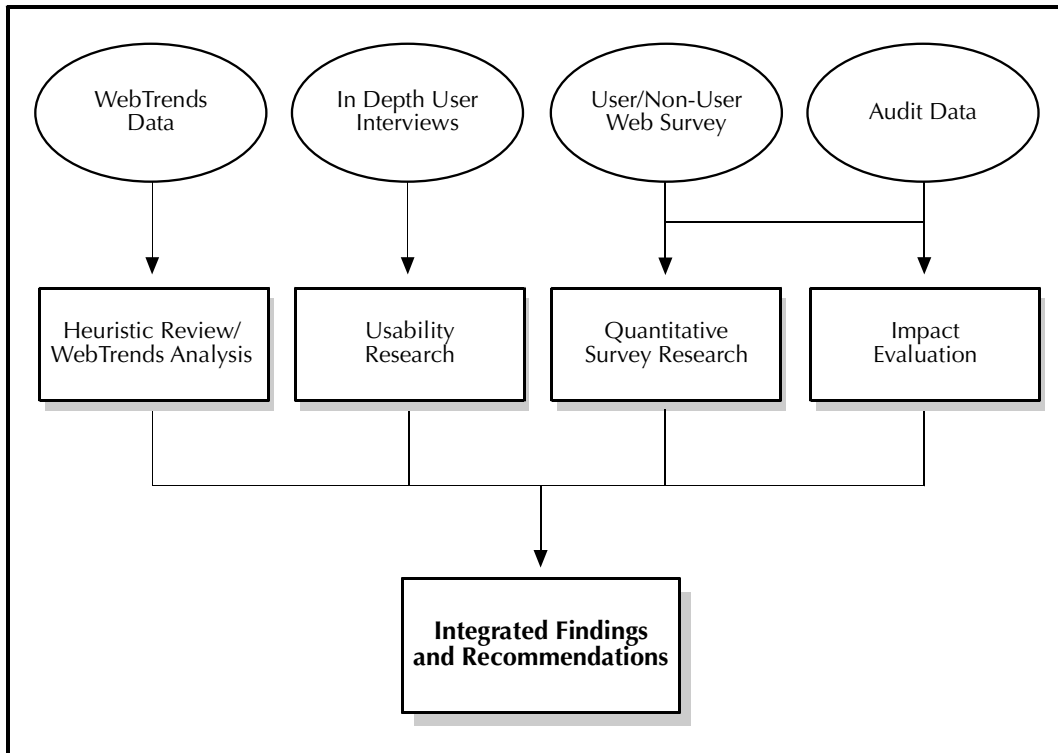 WebTrends
Data
In Depth User
Interviews
User/Non-User
Web Survey
Audit Data
Heuristic Review/
WebTrends Analysis
Usability
Research
Quantitative
Survey Research
Impact
Evaluation
Integrated Findings
and Recommendations